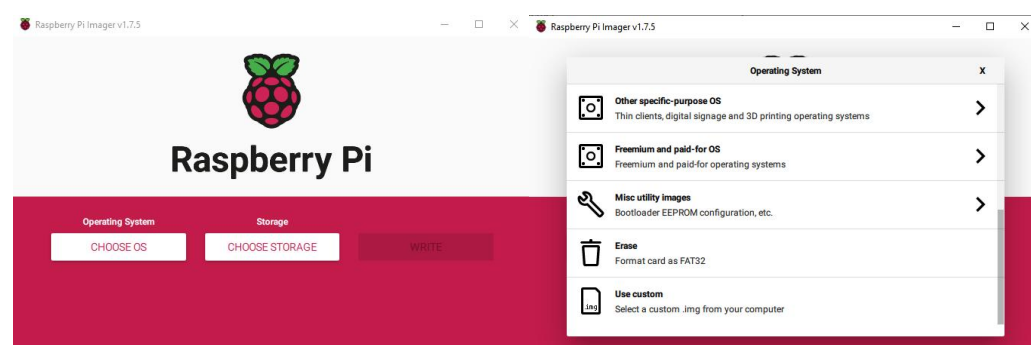 Raspberry Pi Imager v1.7.5
Raspberry Pi
Operating System
Storage
CHOOSE OS
CHOOSE STORAGE
WRITE
Raspberry Pi Imager v1.7.5
Operating System
X
Other specific-purpose OS
Thin clients, digital signage and 3D printing operating systems
Freemium and paid-for OS
Freemium and paid-for operating systems
Misc utility images
Bootloader EEPROM configuration, etc.
Erase
Format card as FAT32
.img
Use custom
Select a custom .img from your computer